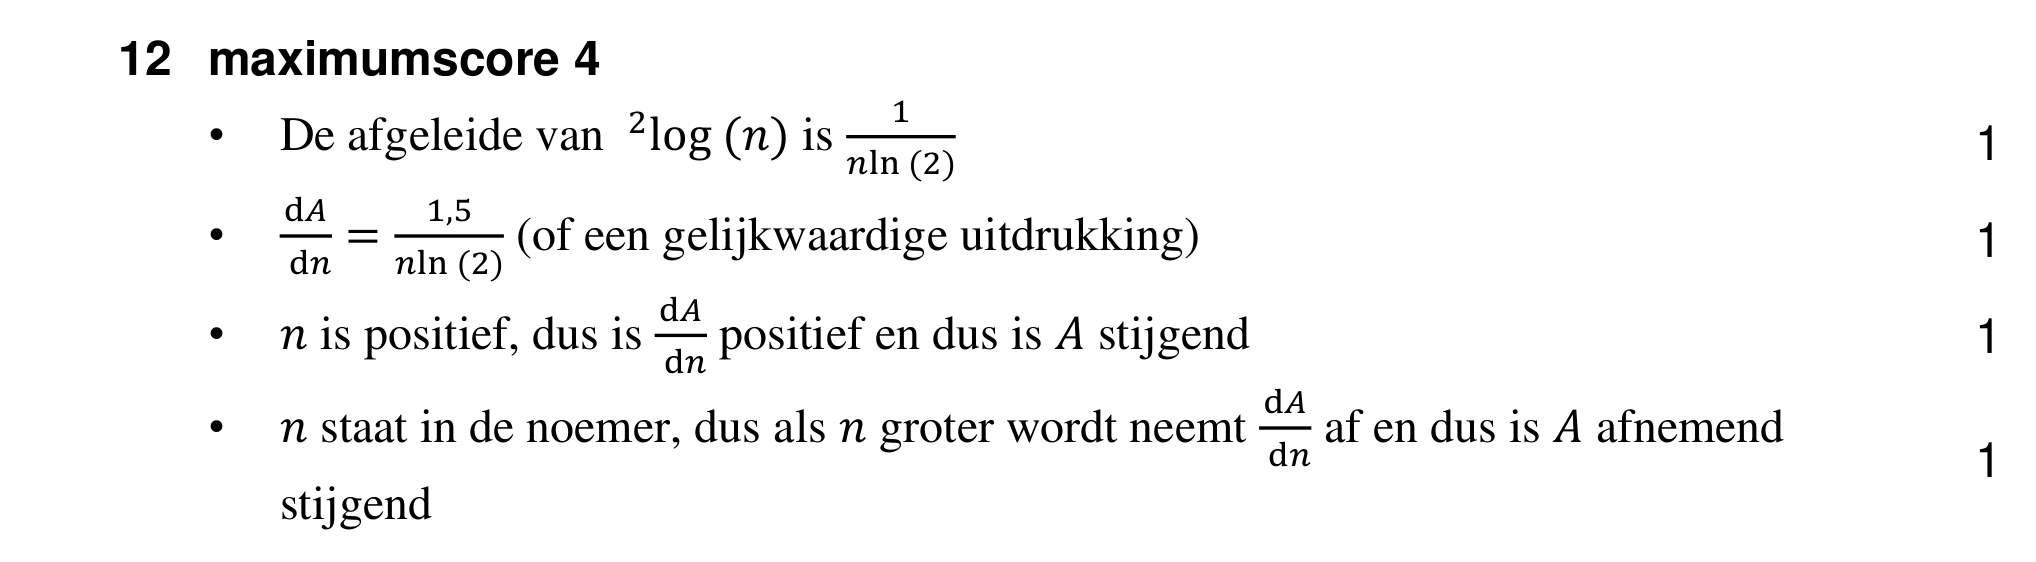 12 maximumscore 4
• De afgeleide van ²log (n) is 1/(nln (2)) 1
• dA/dn = 1,5/(nln (2)) (of een gelijkwaardige uitdrukking) 1
• n is positief, dus is dA/dn positief en dus is A stijgend 1
• n staat in de noemer, dus als n groter wordt neemt dA/dn af en dus is A afnemend 1
stijgend